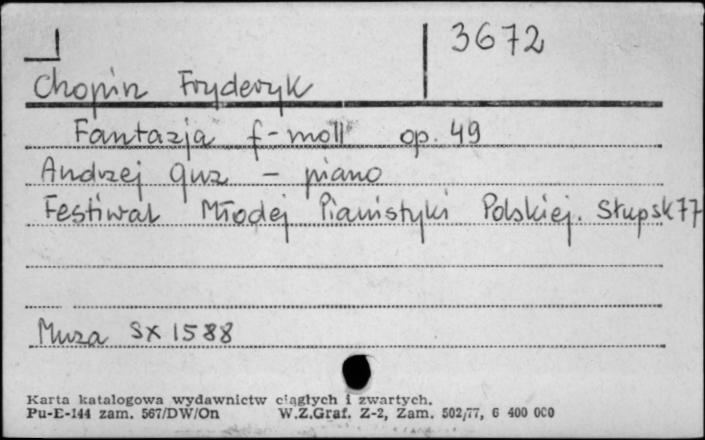 3672
Chopin Fryderyk
Fantazja f-moll op. 49
Andrzej Guz - piano
Festiwal Młodej Pianistyki Polskiej. Słupsk 77
Muza SX 1588
Karta katalogowa wydawnictw ciągłych i zwartych.
Pu-E-144 zam. 567/DW/On W.Z.Graf. Z-2, Zam. 502/77, 6 400 000